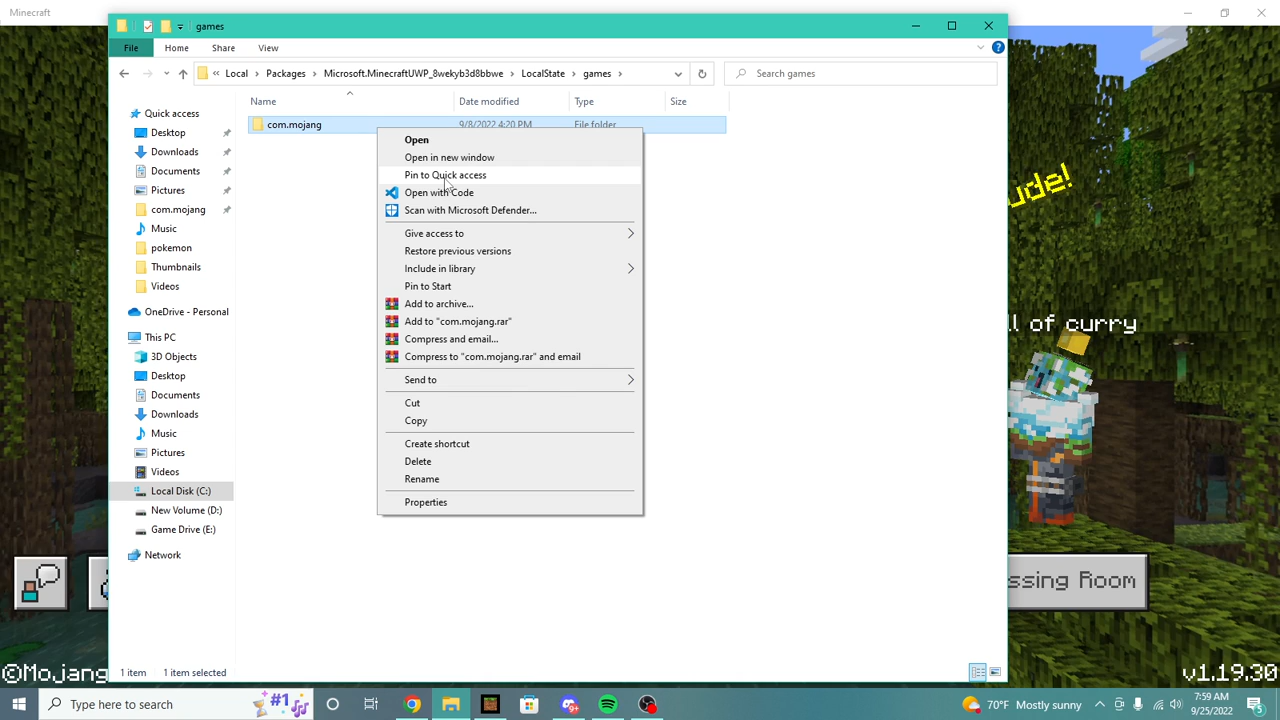 Minecraft
games
File Home Share View
« Local > Packages > Microsoft.MinecraftUWP_8wekyb3d8bbwe > LocalState > games >
Search games
Quick access
Desktop
Downloads
Documents
Pictures
com.mojang
Music
pokemon
Thumbnails
Videos
OneDrive - Personal
This PC
3D Objects
Desktop
Documents
Downloads
Music
Pictures
Videos
Local Disk (C:)
New Volume (D:)
Game Drive (E:)
Network
Name Date modified Type Size
com.mojang 9/8/2022 4:20 PM File folder
Open
Open in new window
Pin to Quick access
Open with Code
Scan with Microsoft Defender...
Give access to
Restore previous versions
Include in library
Pin to Start
Add to archive...
Add to "com.mojang.rar"
Compress and email...
Compress to "com.mojang.rar" and email
Send to
Cut
Copy
Create shortcut
Delete
Rename
Properties
1 item 1 item selected
ude!
ll of curry
ssing Room
©Mojang
v1.19.30
Type here to search
#1
70°F Mostly sunny
7:59 AM
9/25/2022
5